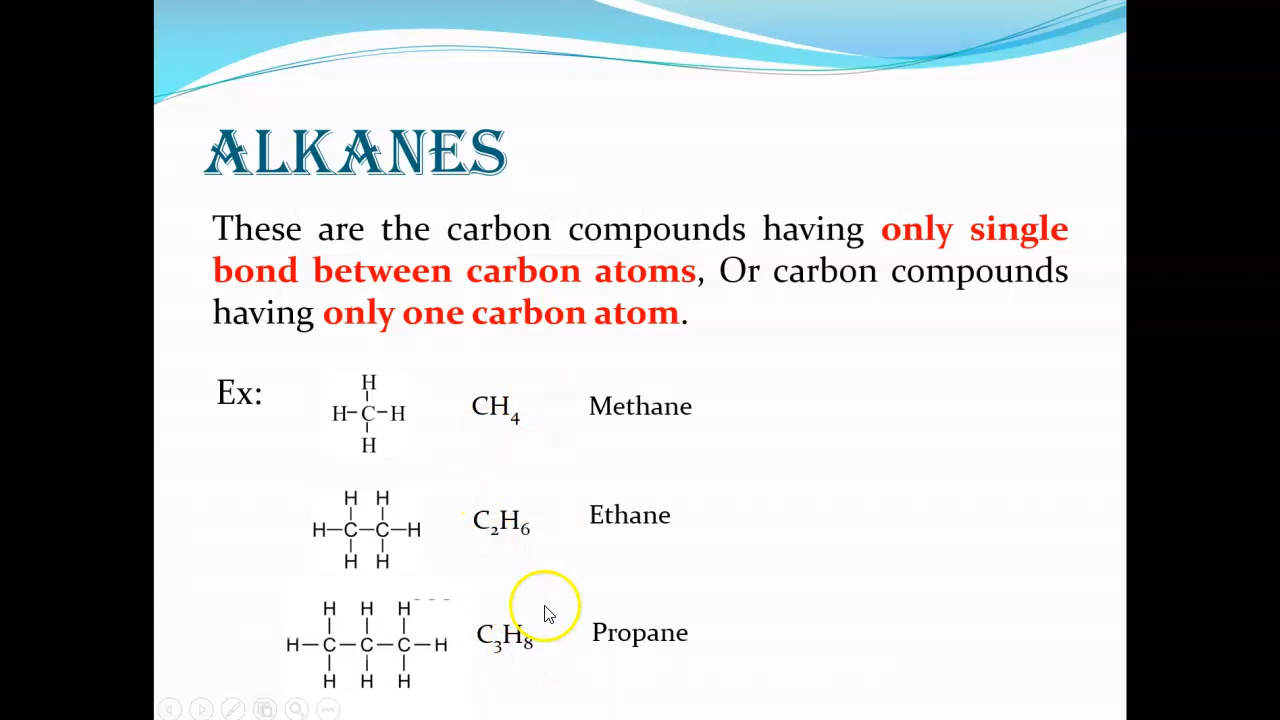 ALKANES
These are the carbon compounds having only single
bond between carbon atoms, Or carbon compounds
having only one carbon atom.
Ex:
H
H–C–H
H
CH₄
Methane
H H
H–C–C–H
H H
C₂H₆
Ethane
H H H
H–C–C–C–H
H H H
C₃H₈
Propane